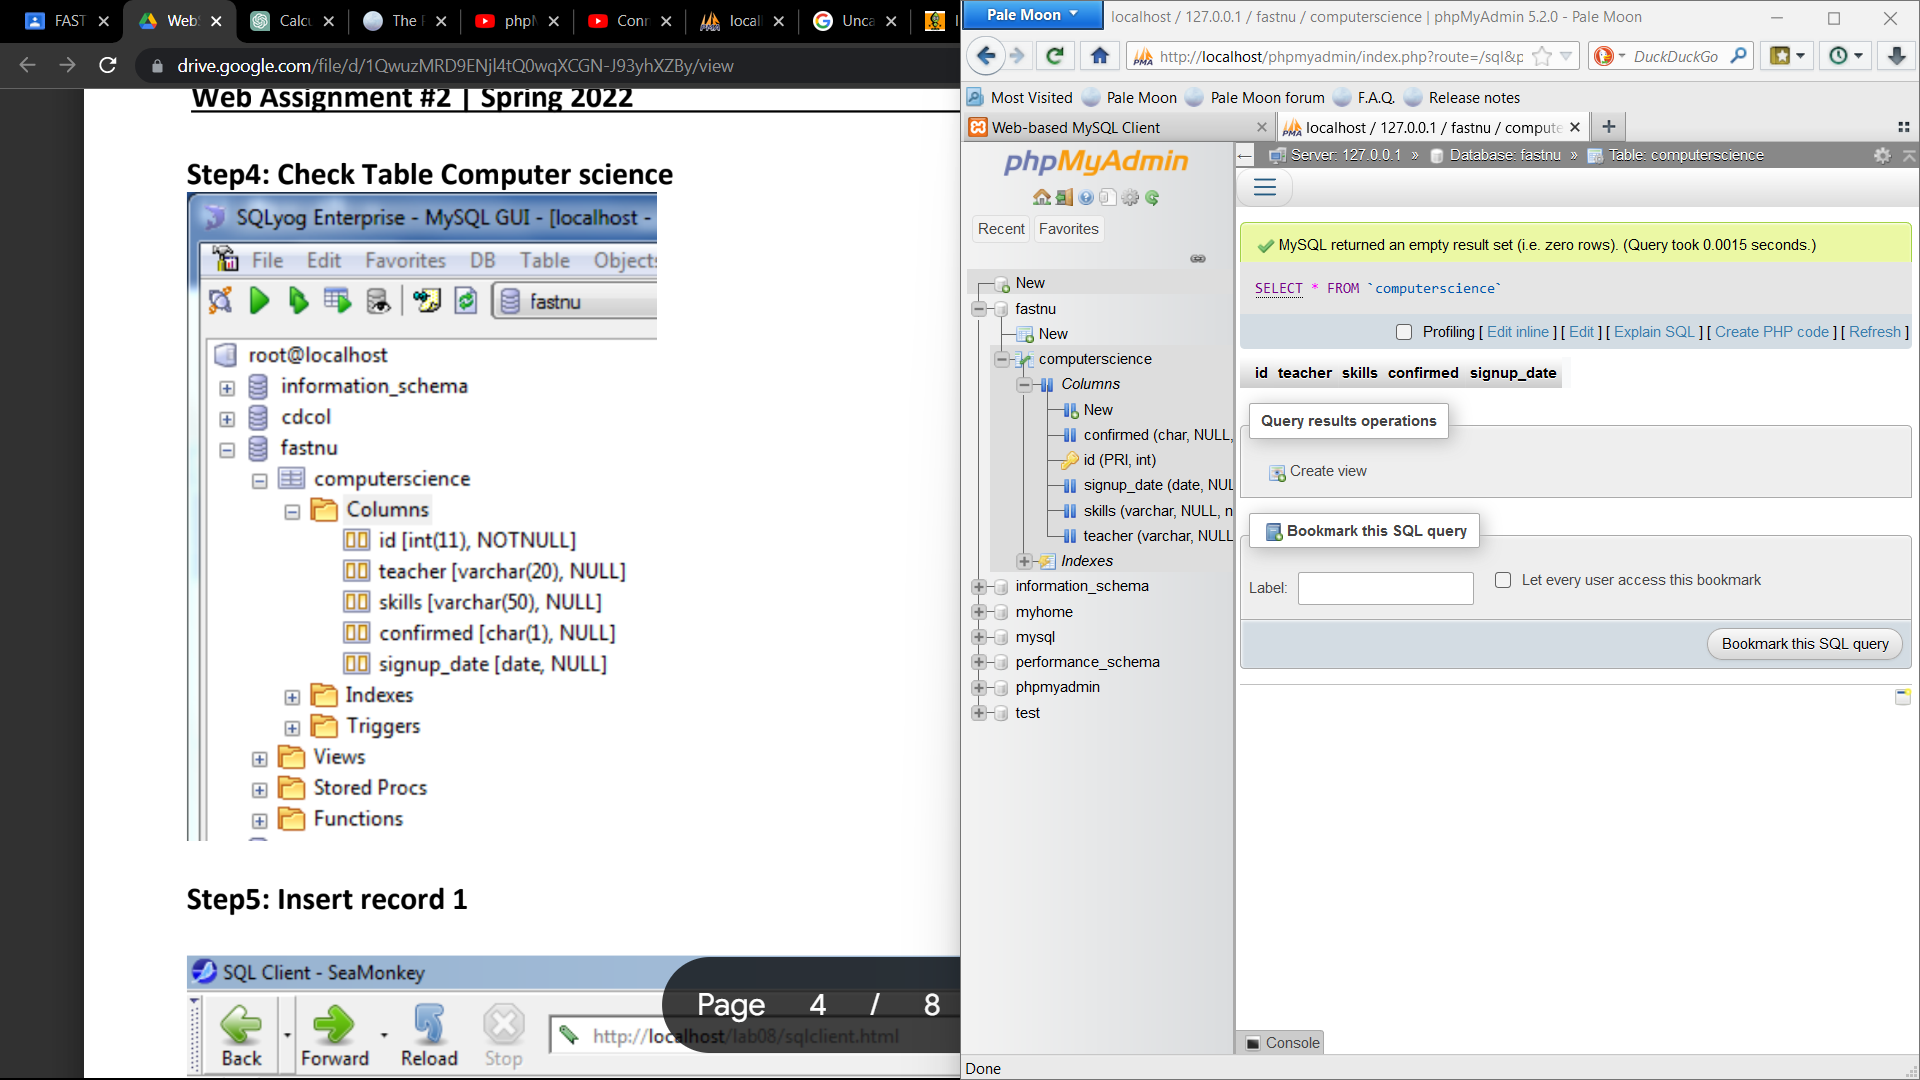 FAST
Web
Calcu
The F
phpM
Conr
locall
Unca
drive.google.com/file/d/1QwuzMRD9ENjl4tQ0wqXCGN-J93yhXZBy/view
Web Assignment #2 | Spring 2022
Step4: Check Table Computer science
SQLyog Enterprise - MySQL GUI - [localhost -
File Edit Favorites DB Table Objects
fastnu
root@localhost
information_schema
cdcol
fastnu
computerscience
Columns
id [int(11), NOTNULL]
teacher [varchar(20), NULL]
skills [varchar(50), NULL]
confirmed [char(1), NULL]
signup_date [date, NULL]
Indexes
Triggers
Views
Stored Procs
Functions
Step5: Insert record 1
SQL Client - SeaMonkey
Back Forward Reload Stop
http://localhost/lab08/sqlclient.html
Page 4 / 8
Pale Moon
localhost / 127.0.0.1 / fastnu / computerscience | phpMyAdmin 5.2.0 - Pale Moon
PMA http://localhost/phpmyadmin/index.php?route=/sql&p
DuckDuckGo
Most Visited Pale Moon Pale Moon forum F.A.Q. Release notes
Web-based MySQL Client
PMA localhost / 127.0.0.1 / fastnu / compute
phpMyAdmin
Recent Favorites
New
fastnu
New
computerscience
Columns
New
confirmed (char, NULL,
id (PRI, int)
signup_date (date, NUL
skills (varchar, NULL, n
teacher (varchar, NULL
Indexes
information_schema
myhome
mysql
performance_schema
phpmyadmin
test
Server: 127.0.0.1 » Database: fastnu » Table: computerscience
MySQL returned an empty result set (i.e. zero rows). (Query took 0.0015 seconds.)
SELECT * FROM `computerscience`
Profiling [ Edit inline ] [ Edit ] [ Explain SQL ] [ Create PHP code ] [ Refresh ]
id teacher skills confirmed signup_date
Query results operations
Create view
Bookmark this SQL query
Label:
Let every user access this bookmark
Bookmark this SQL query
Console
Done